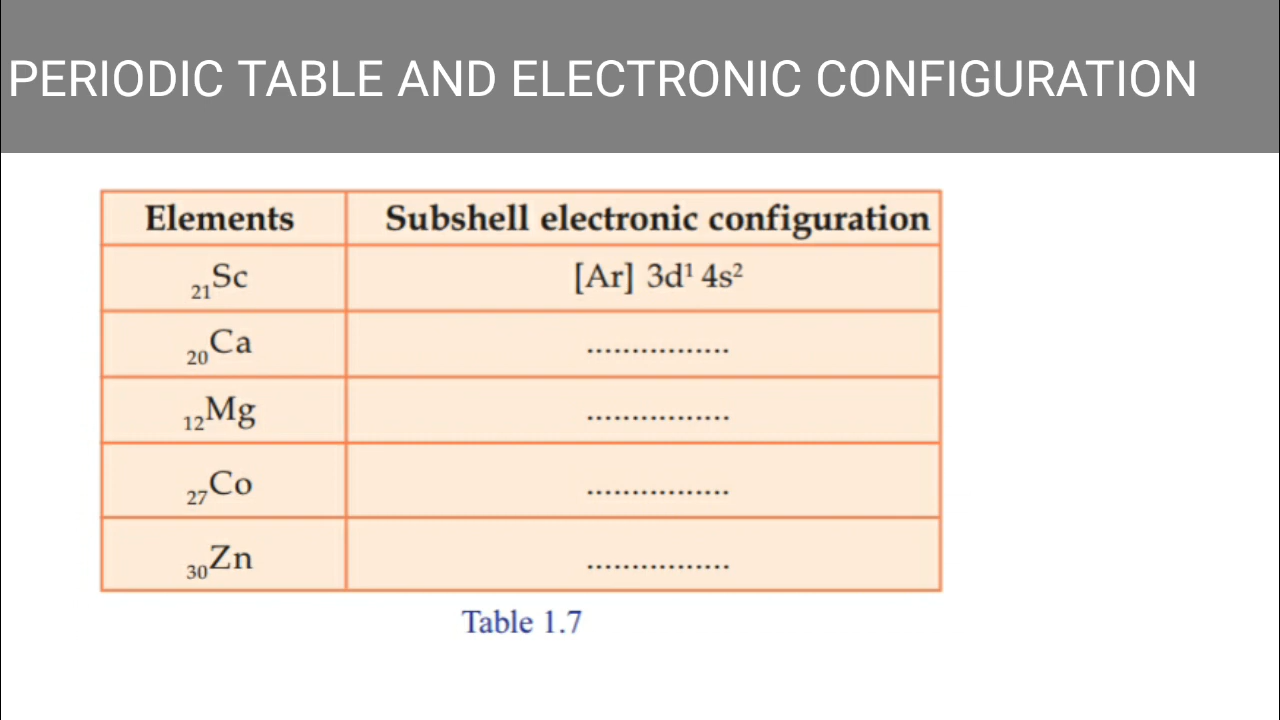 PERIODIC TABLE AND ELECTRONIC CONFIGURATION
Elements Subshell electronic configuration
₂₁Sc [Ar] 3d¹ 4s²
₂₀Ca ................
₁₂Mg ................
₂₇Co ................
₃₀Zn ................
Table 1.7